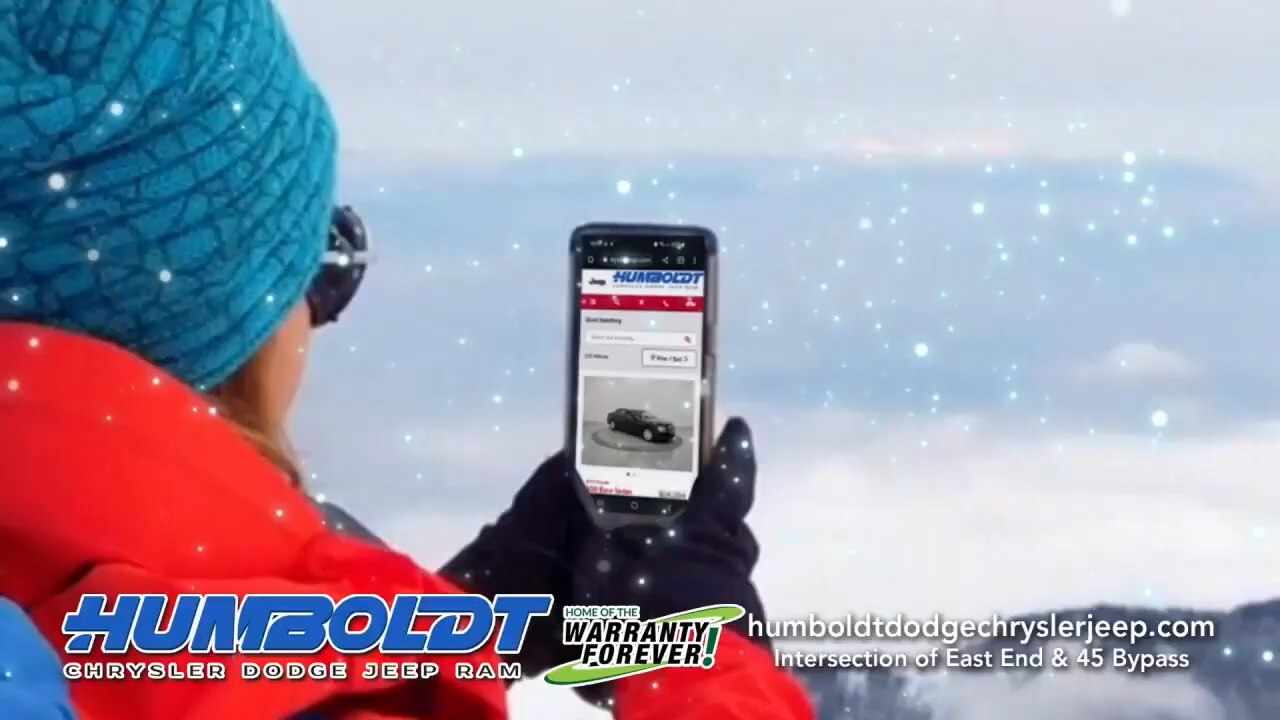 Jeep HUMBOLDT
HUMBOLDT
CHRYSLER DODGE JEEP RAM
HOME OF THE
WARRANTY
FOREVER!
humboldtdodgechryslerjeep.com
Intersection of East End & 45 Bypass